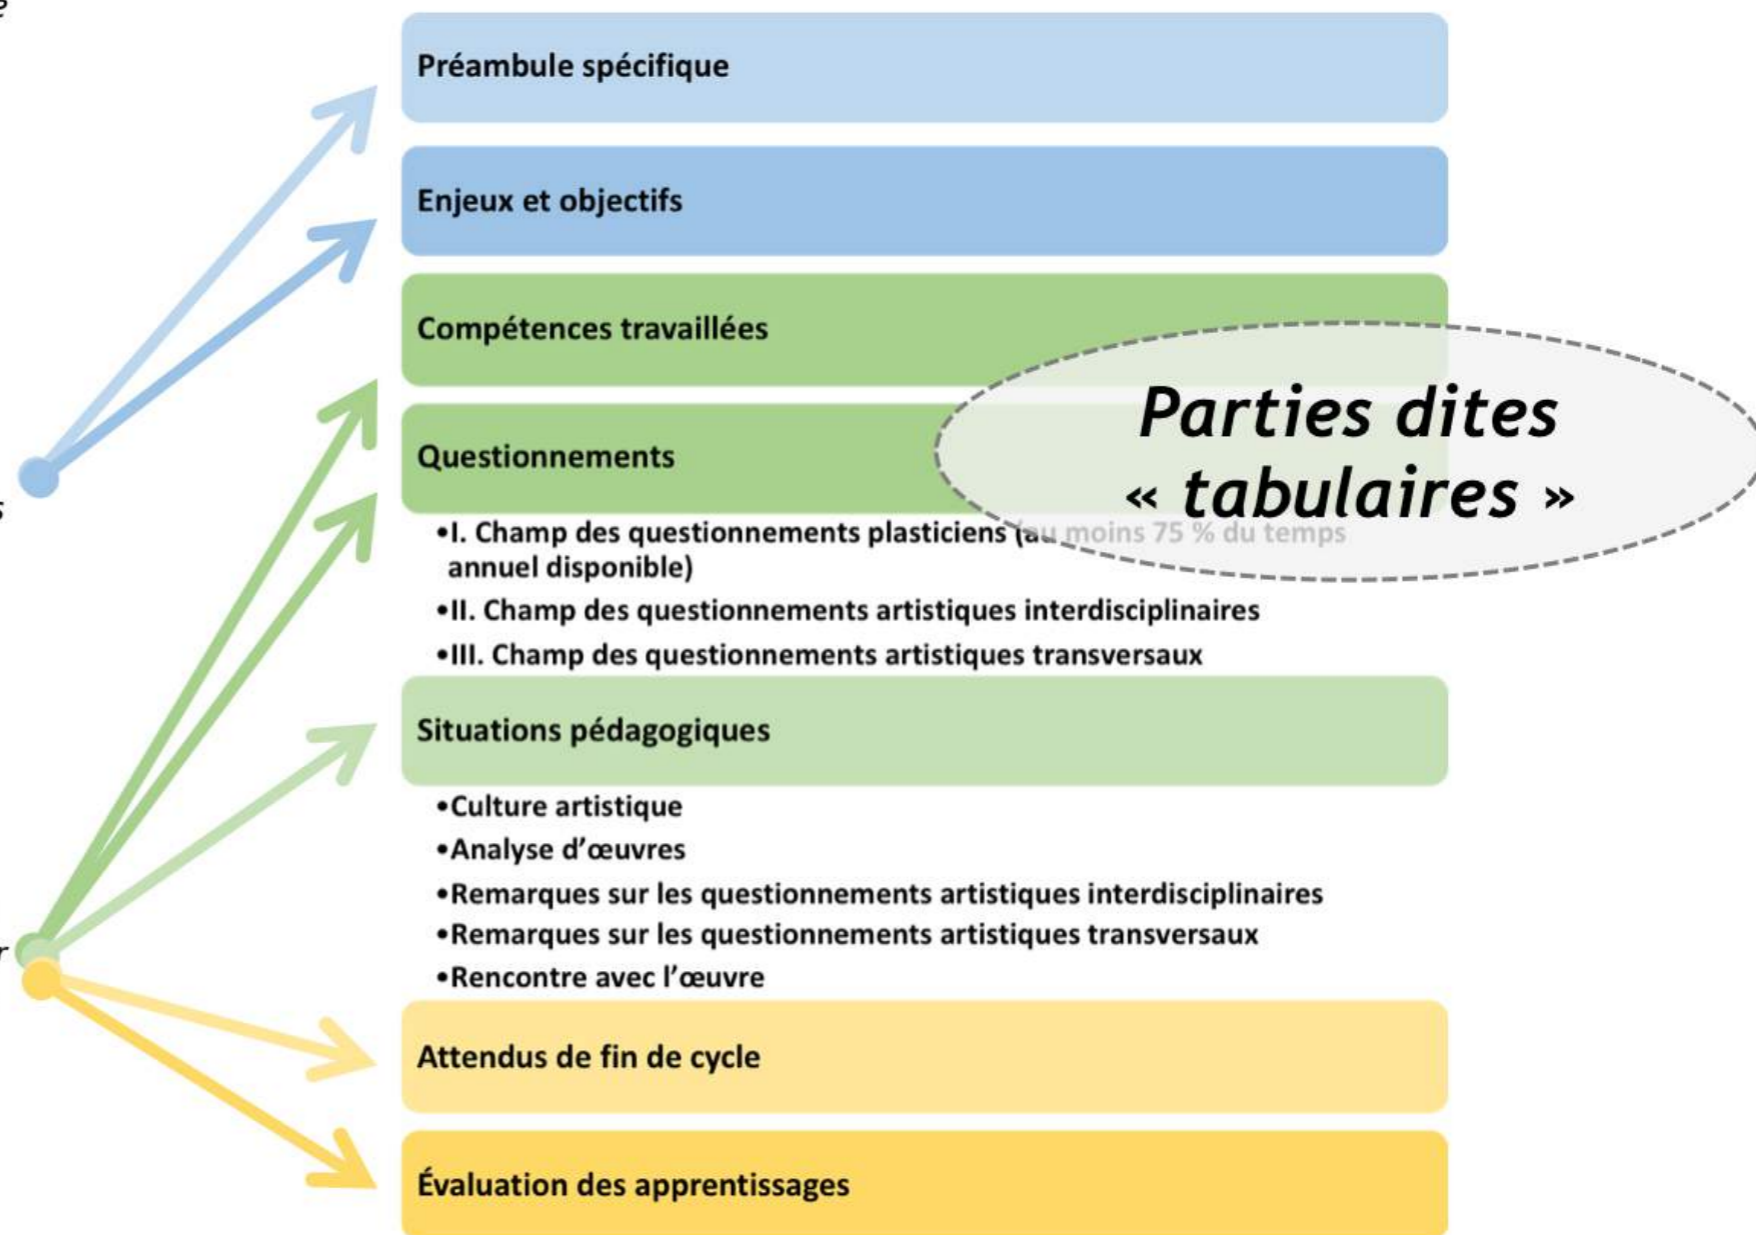 Préambule spécifique
Enjeux et objectifs
Compétences travaillées
Parties dites
« tabulaires »
Questionnements
•I. Champ des questionnements plasticiens (au moins 75 % du temps
annuel disponible)
•II. Champ des questionnements artistiques interdisciplinaires
•III. Champ des questionnements artistiques transversaux
Situations pédagogiques
•Culture artistique
•Analyse d’œuvres
•Remarques sur les questionnements artistiques interdisciplinaires
•Remarques sur les questionnements artistiques transversaux
•Rencontre avec l’œuvre
Attendus de fin de cycle
Évaluation des apprentissages